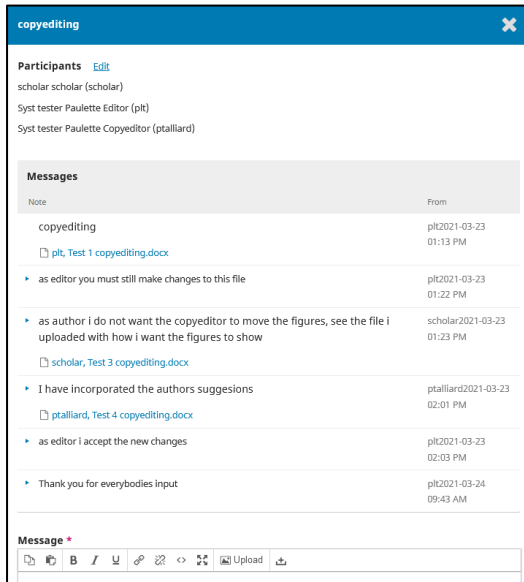 copyediting
Participants Edit
scholar scholar (scholar)
Syst tester Paulette Editor (plt)
Syst tester Paulette Copyeditor (ptalliard)
Messages
Note From
copyediting plt2021-03-23
01:13 PM
plt, Test 1 copyediting.docx
as editor you must still make changes to this file plt2021-03-23
01:22 PM
as author i do not want the copyeditor to move the figures, see the file i scholar2021-03-23
uploaded with how i want the figures to show 01:23 PM
scholar, Test 3 copyediting.docx
I have incorporated the authors suggesions ptalliard2021-03-23
02:01 PM
ptalliard, Test 4 copyediting.docx
as editor i accept the new changes plt2021-03-23
02:03 PM
Thank you for everybodies input plt2021-03-24
09:43 AM
Message *
B I U Upload